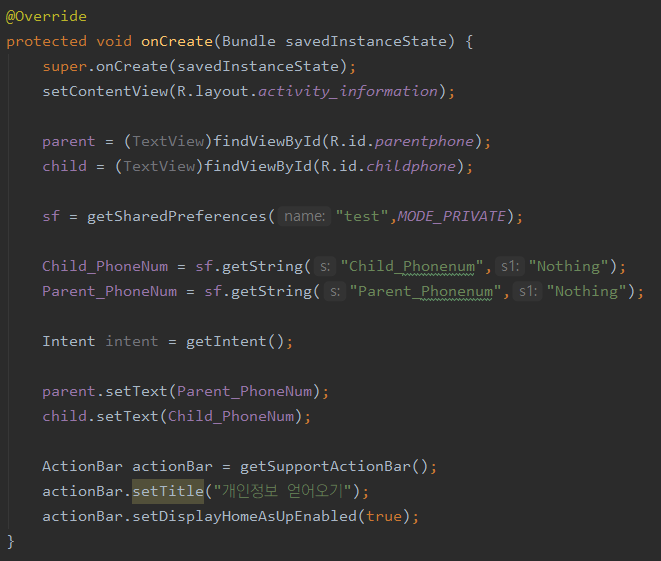 @Override
protected void onCreate(Bundle savedInstanceState) {
super.onCreate(savedInstanceState);
setContentView(R.layout.activity_information);
parent = (TextView)findViewById(R.id.parentphone);
child = (TextView)findViewById(R.id.childphone);
sf = getSharedPreferences( name: "test",MODE_PRIVATE);
Child_PhoneNum = sf.getString( s: "Child_Phonenum", s1: "Nothing");
Parent_PhoneNum = sf.getString( s: "Parent_Phonenum", s1: "Nothing");
Intent intent = getIntent();
parent.setText(Parent_PhoneNum);
child.setText(Child_PhoneNum);
ActionBar actionBar = getSupportActionBar();
actionBar.setTitle("개인정보 얻어오기");
actionBar.setDisplayHomeAsUpEnabled(true);
}